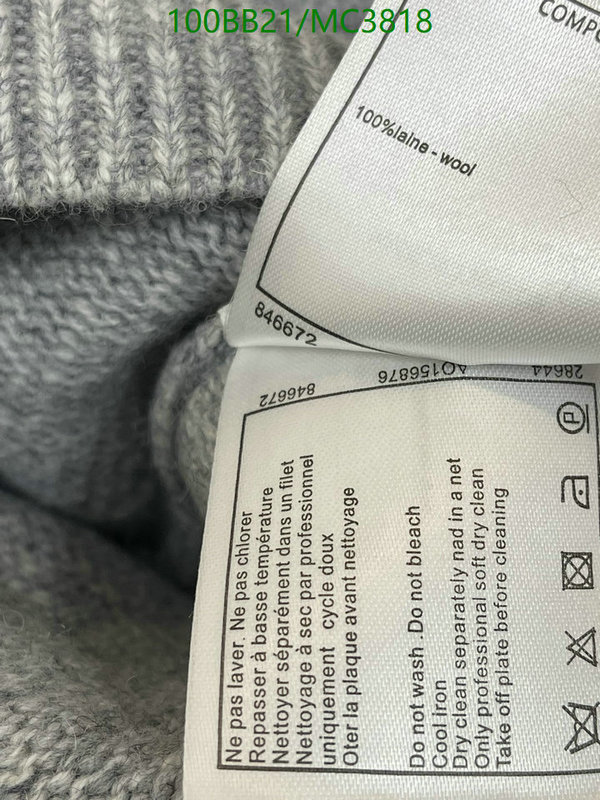 100BB21/MC3818
COMPO
100%laine - wool
846672
846672
AO156876
28644
Ne pas laver. Ne pas chlorer
Repasser à basse température
Nettoyer séparément dans un filet
Nettoyage à sec par professionnel
uniquement cycle doux
Oter la plaque avant nettoyage
Do not wash .Do not bleach
Cool iron
Dry clean separately nad in a net
Only professional soft dry clean
Take off plate before cleaning
P